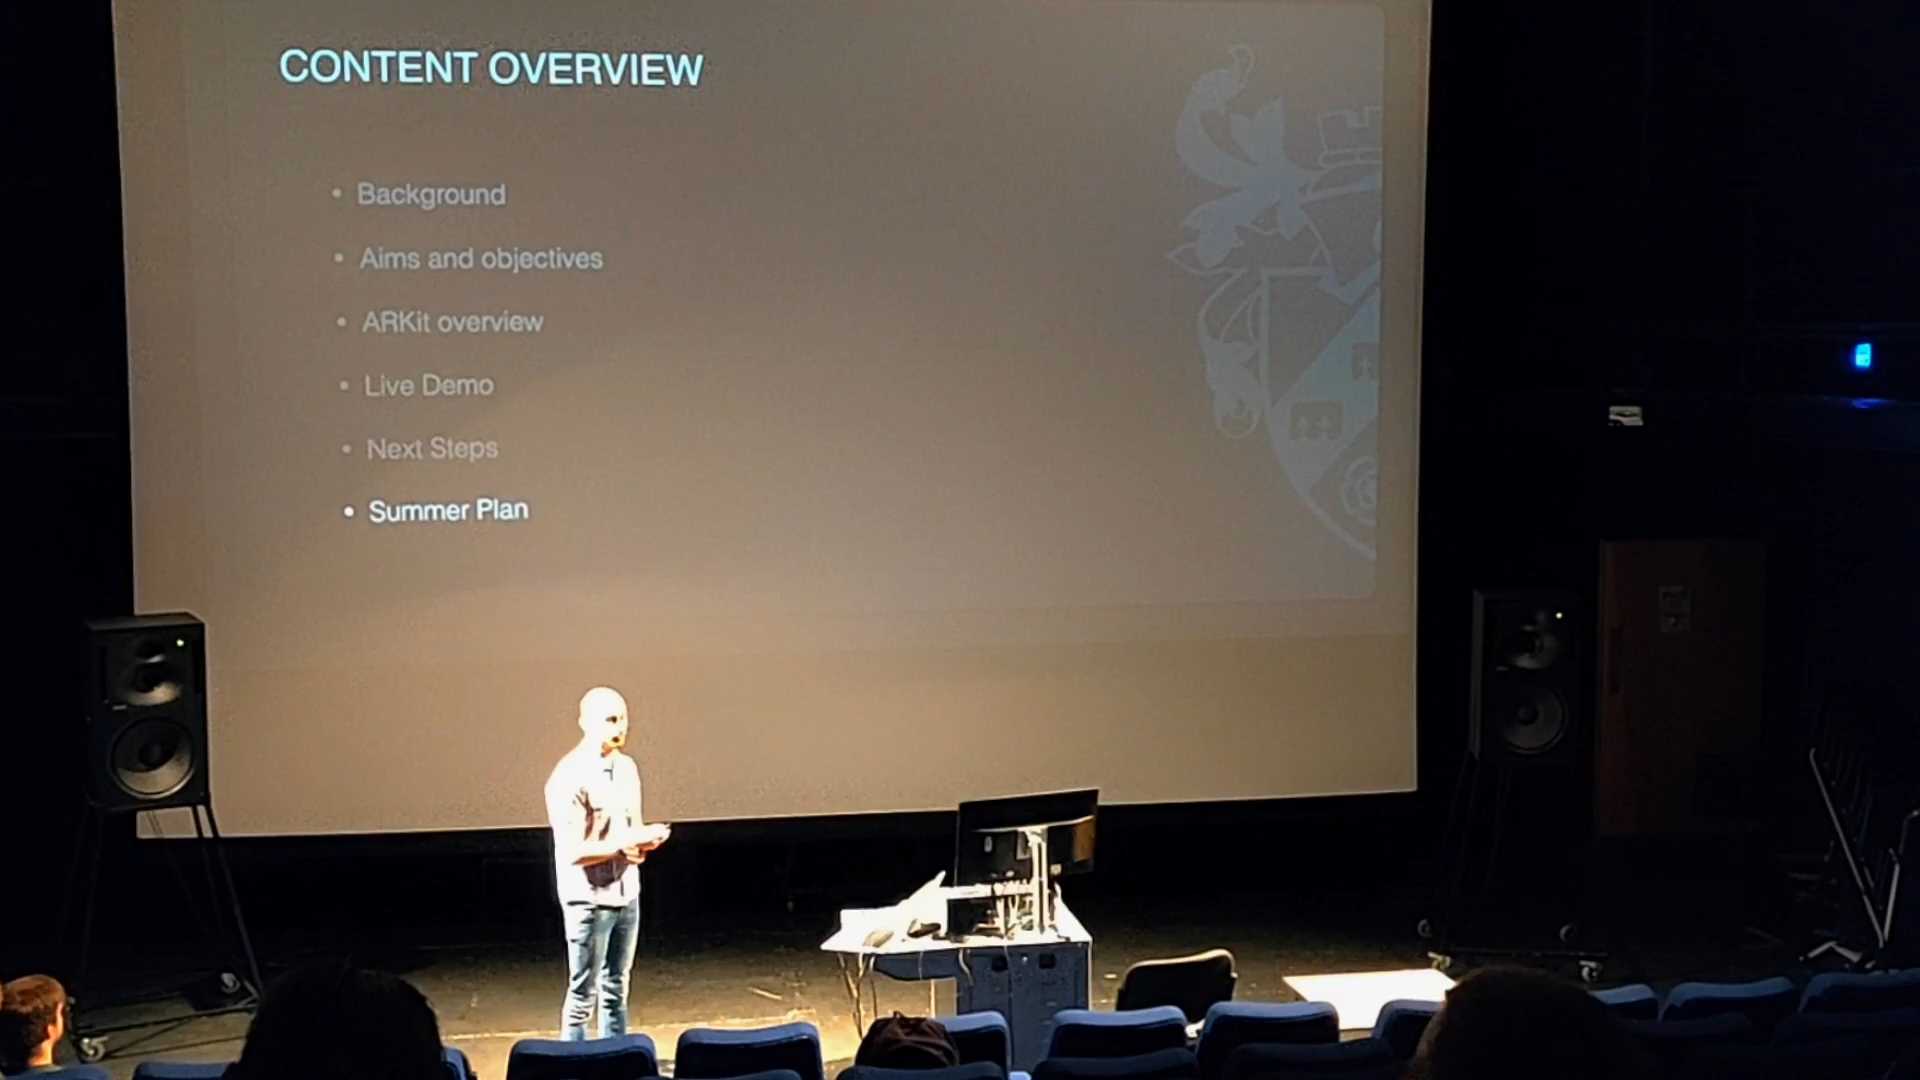 CONTENT OVERVIEW
• Background
• Aims and objectives
• ARKit overview
• Live Demo
• Next Steps
• Summer Plan